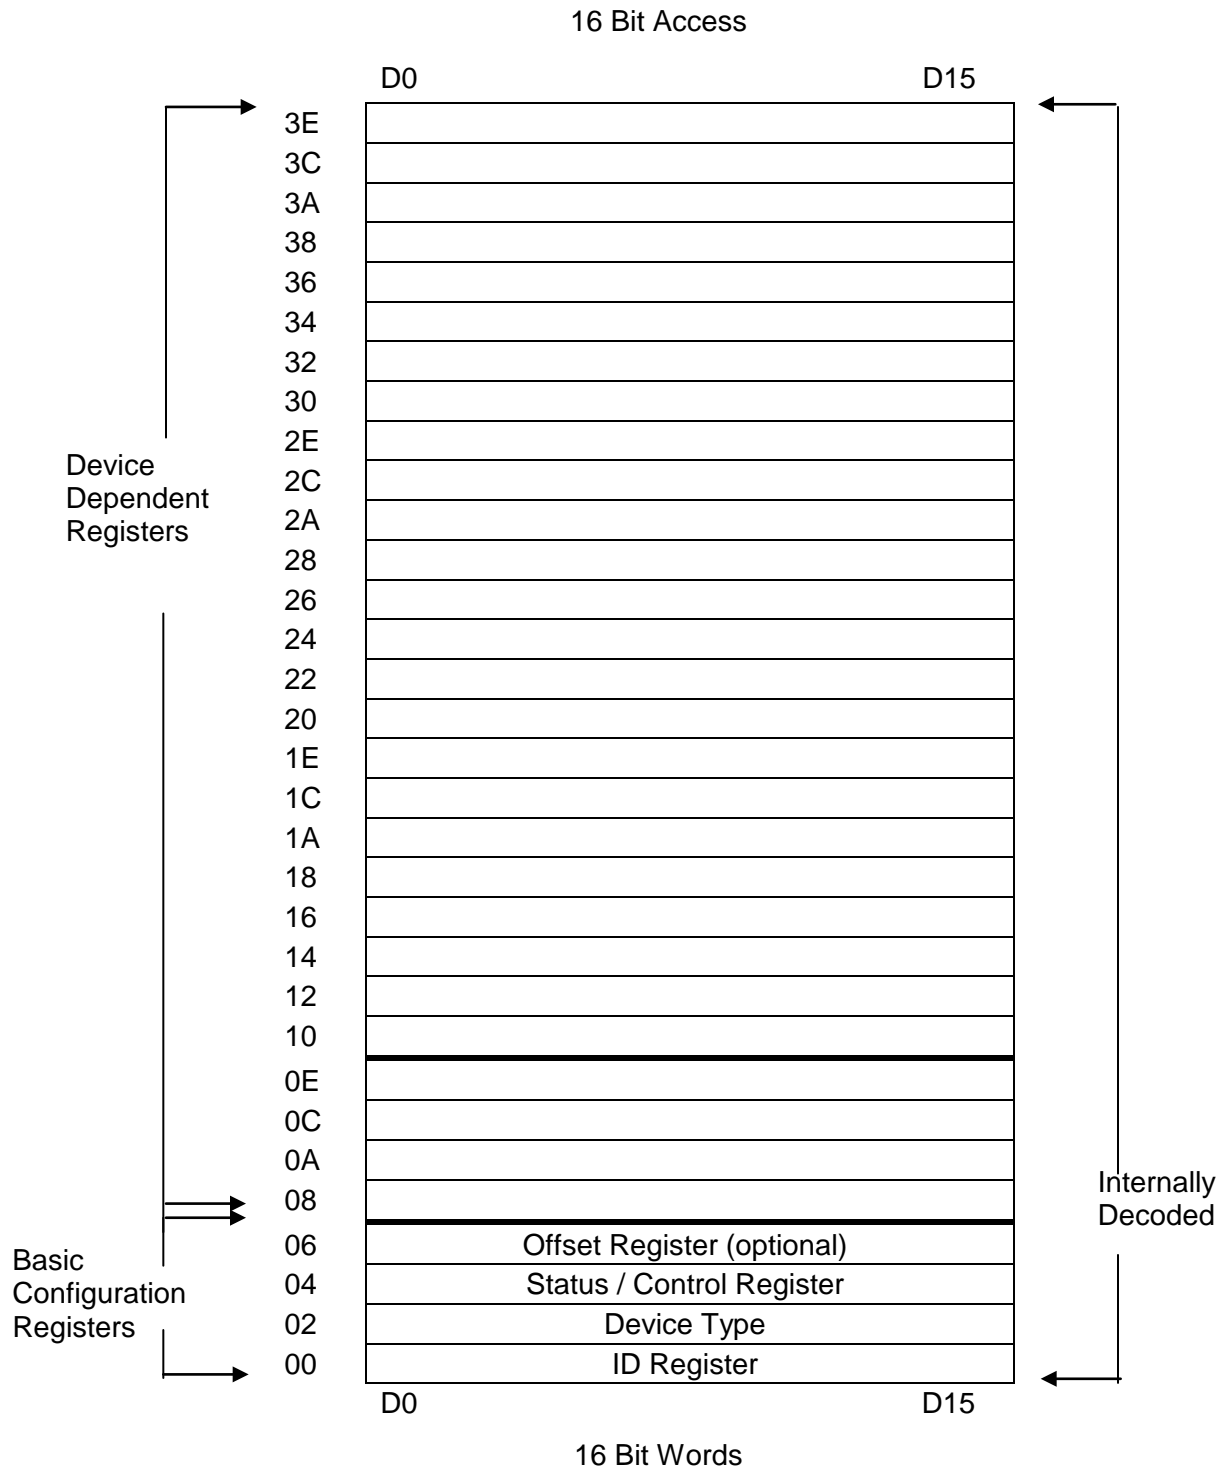 16 Bit Access
D0 D15
3E
3C
3A
38
36
34
32
30
2E
Device
Dependent
Registers
2C
2A
28
26
24
22
20
1E
1C
1A
18
16
14
12
10
0E
0C
0A
08
Internally
Decoded
Basic
Configuration
Registers
06 Offset Register (optional)
04 Status / Control Register
02 Device Type
00 ID Register
D0 D15
16 Bit Words